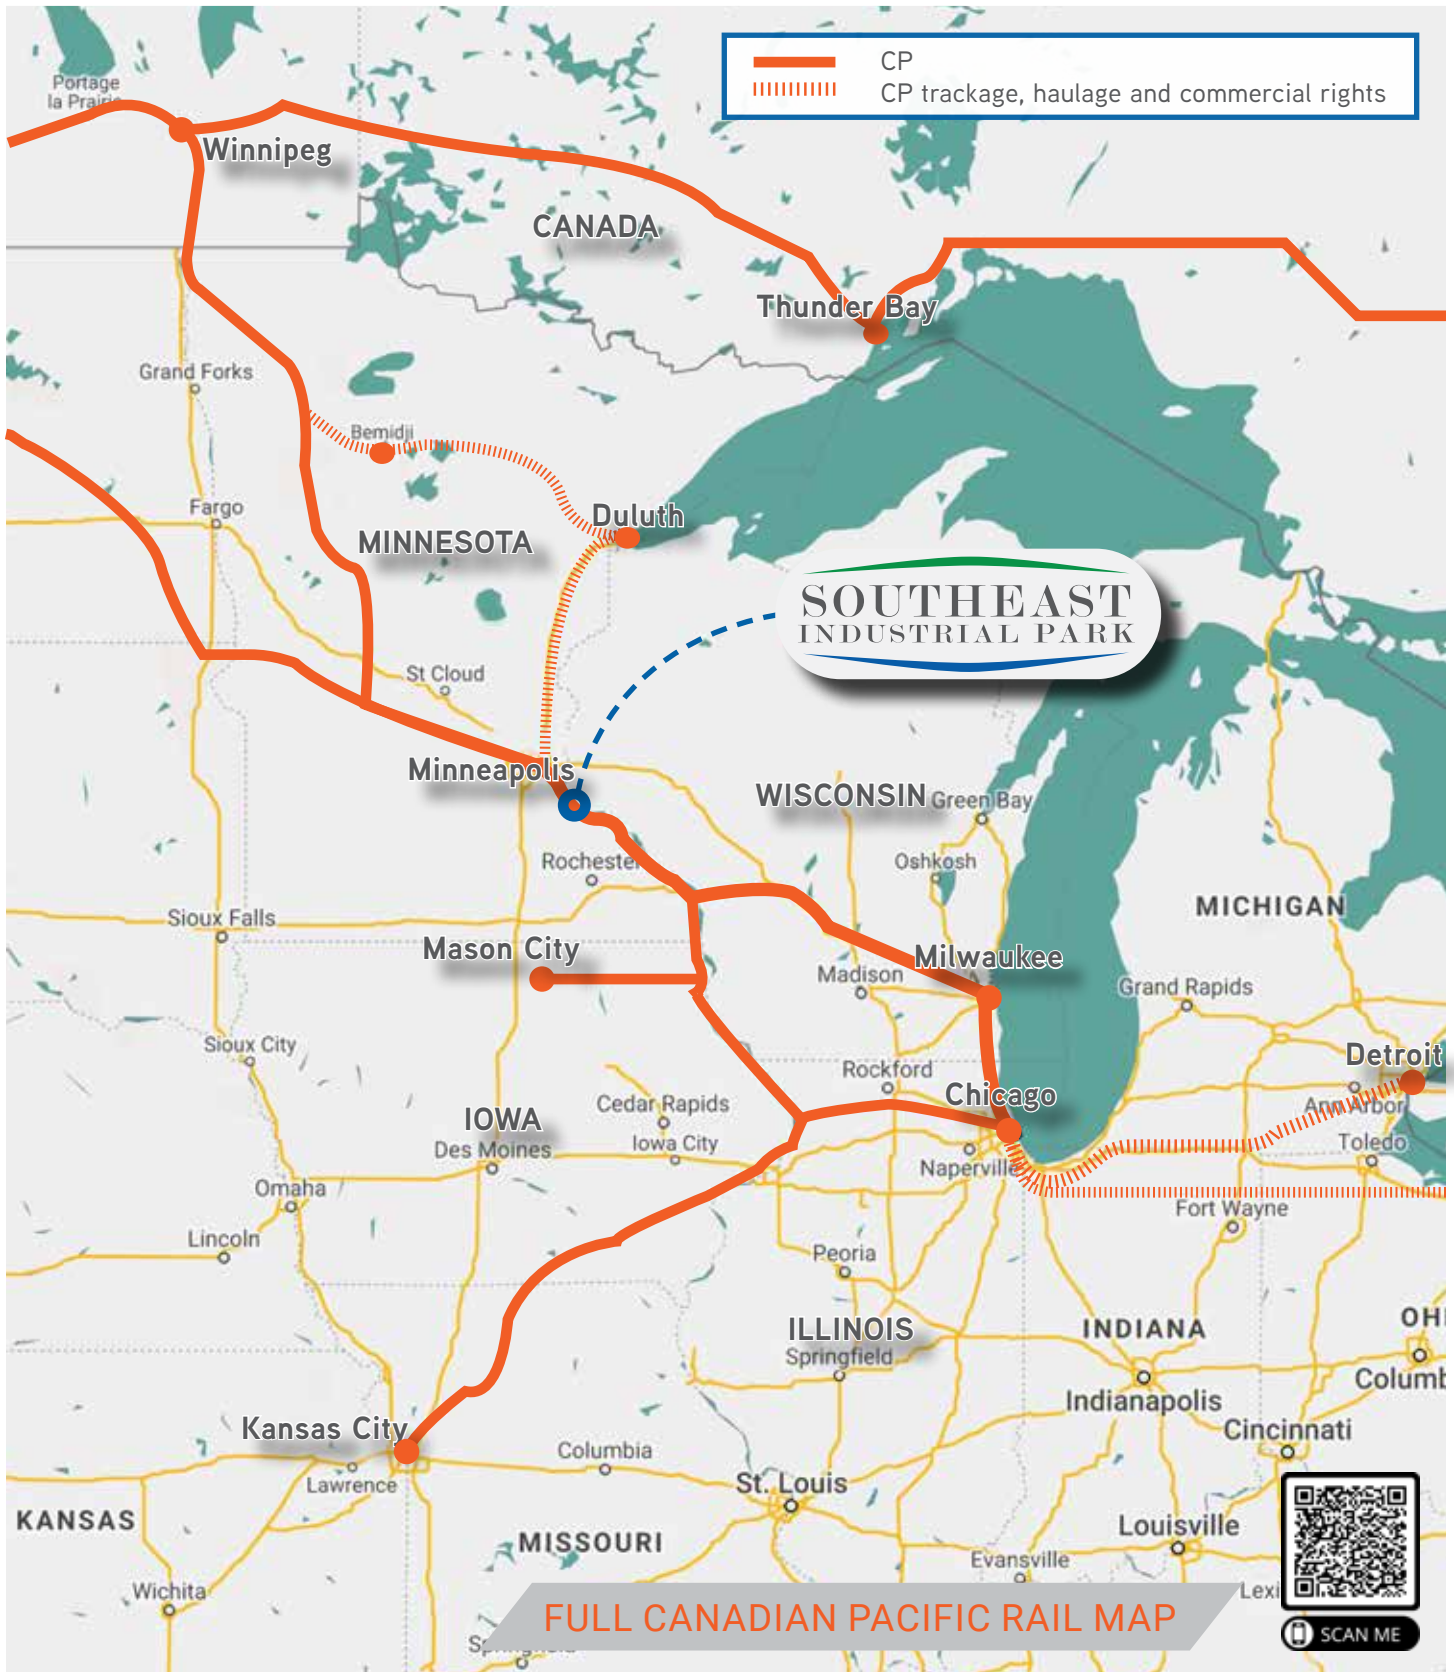 CP
CP trackage, haulage and commercial rights
Portage
la Prairie
Winnipeg
CANADA
Thunder Bay
Grand Forks
Bemidji
Fargo
Duluth
MINNESOTA
SOUTHEAST
INDUSTRIAL PARK
St Cloud
Minneapolis
WISCONSIN
Green Bay
Rochester
Oshkosh
MICHIGAN
Sioux Falls
Mason City
Milwaukee
Madison
Grand Rapids
Sioux City
Detroit
Rockford
Chicago
Cedar Rapids
Ann Arbor
IOWA
Iowa City
Toledo
Des Moines
Naperville
Omaha
Fort Wayne
Lincoln
Peoria
ILLINOIS
INDIANA
OHI
Springfield
Columb
Indianapolis
Kansas City
Cincinnati
Columbia
Lawrence
St. Louis
KANSAS
Louisville
MISSOURI
Evansville
Wichita
Lexi
FULL CANADIAN PACIFIC RAIL MAP
SCAN ME